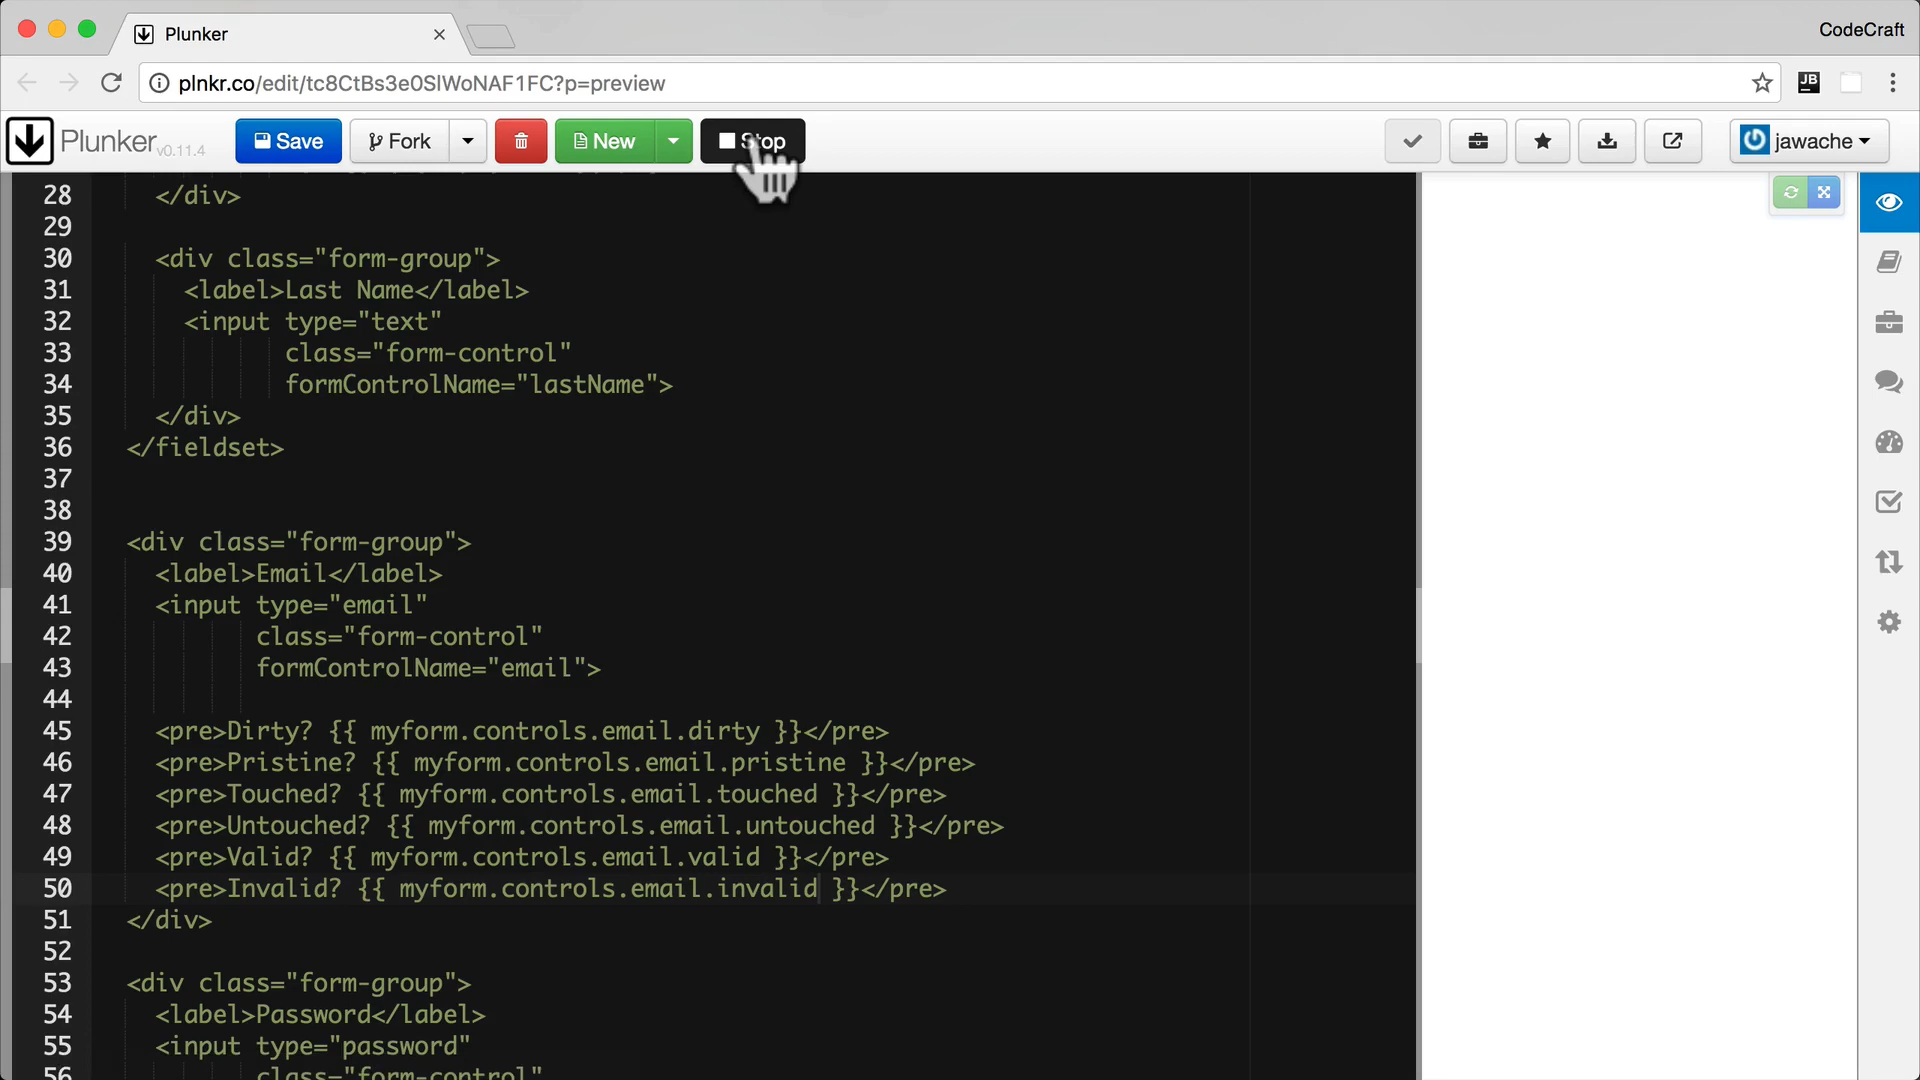 Plunker
CodeCraft
plnkr.co/edit/tc8CtBs3e0SlWoNAF1FC?p=preview
JB
Plunker v0.11.4
Save
Fork
New
Stop
jawache
28 </div>
29
30 <div class="form-group">
31 <label>Last Name</label>
32 <input type="text"
33 class="form-control"
34 formControlName="lastName">
35 </div>
36 </fieldset>
37
38
39 <div class="form-group">
40 <label>Email</label>
41 <input type="email"
42 class="form-control"
43 formControlName="email">
44
45 <pre>Dirty? {{ myform.controls.email.dirty }}</pre>
46 <pre>Pristine? {{ myform.controls.email.pristine }}</pre>
47 <pre>Touched? {{ myform.controls.email.touched }}</pre>
48 <pre>Untouched? {{ myform.controls.email.untouched }}</pre>
49 <pre>Valid? {{ myform.controls.email.valid }}</pre>
50 <pre>Invalid? {{ myform.controls.email.invalid }}</pre>
51 </div>
52
53 <div class="form-group">
54 <label>Password</label>
55 <input type="password"
56 class="form-control"